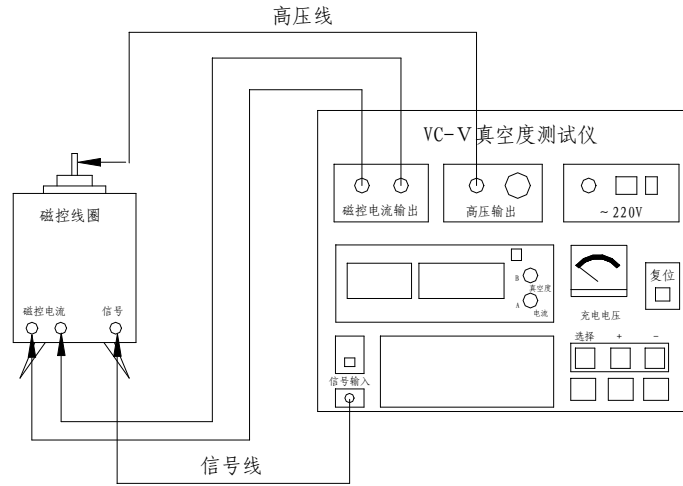 高压线
VC-Ⅴ真空度测试仪
磁控电流输出
高压输出
~220V
磁控线圈
B
真空度
A
电流
复位
充电电压
磁控电流
信号
选择
+
-
信号输入
信号线